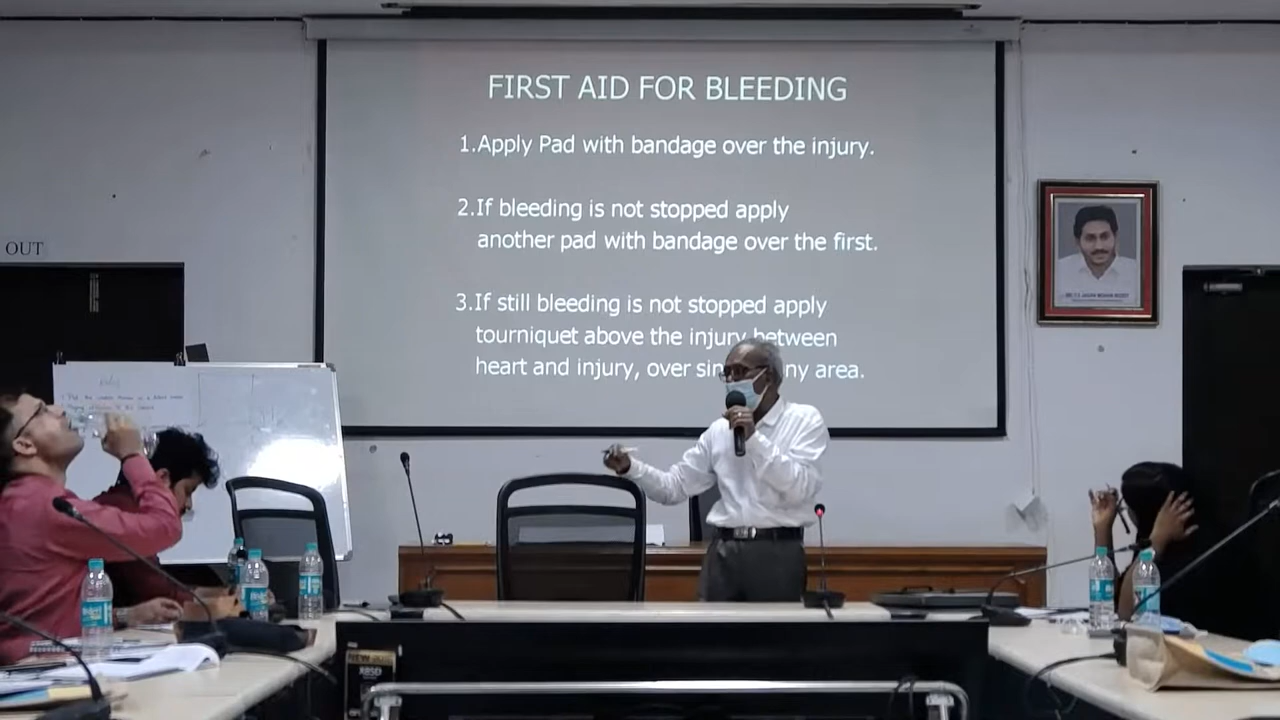 FIRST AID FOR BLEEDING
1.Apply Pad with bandage over the injury.
2.If bleeding is not stopped apply
another pad with bandage over the first.
3.If still bleeding is not stopped apply
tourniquet above the injury between
heart and injury, over sin ny area.
OUT